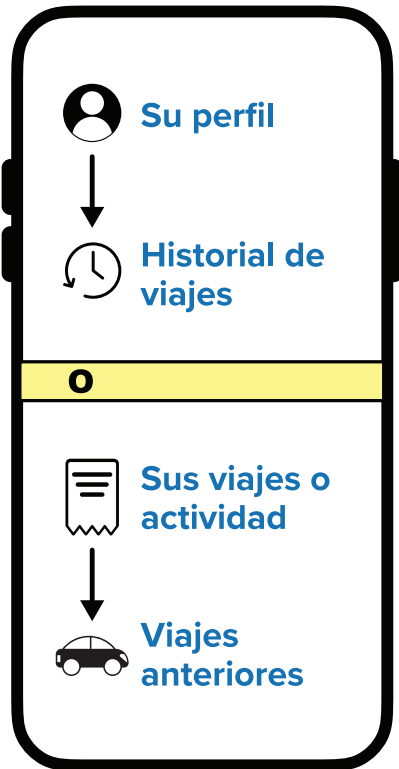 Su perfil
Historial de
viajes
o
Sus viajes o
actividad
Viajes
anteriores